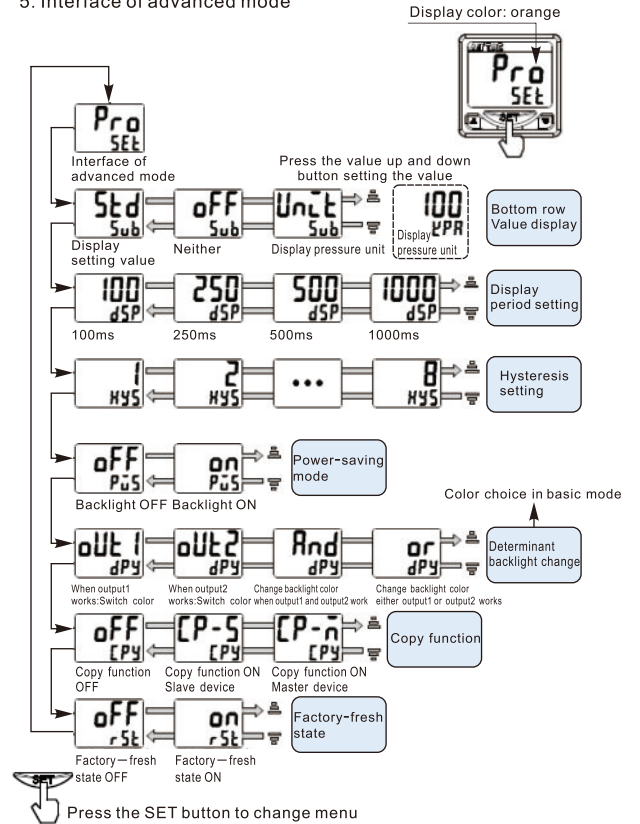 5. Interface of advanced mode
Display color: orange
Pro
SEt
SET
Pro
SEt
Interface of
advanced mode
Press the value up and down
button setting the value
Std
Sub
oFF
Sub
Unit
Sub
100
KPA
Display
pressure unit
Bottom row
Value display
Display
setting value
Neither
Display pressure unit
100
dSP
250
dSP
500
dSP
1000
dSP
Display
period setting
100ms
250ms
500ms
1000ms
1
HYS
2
HYS
...
8
HYS
Hysteresis
setting
oFF
PwS
on
PwS
Power-saving
mode
Backlight OFF
Backlight ON
Color choice in basic mode
oUt1
dPY
oUt2
dPY
And
dPY
or
dPY
Determinant
backlight change
When output1
works:Switch color
When output2
works:Switch color
Change backlight color
when output1 and output2 work
Change backlight color
either output1 or output2 works
oFF
CPY
CP-S
CPY
CP-m
CPY
Copy function
Copy function
OFF
Copy function ON
Slave device
Copy function ON
Master device
oFF
rSt
on
rSt
Factory-fresh
state
Factory—fresh
state OFF
Factory—fresh
state ON
SET
Press the SET button to change menu